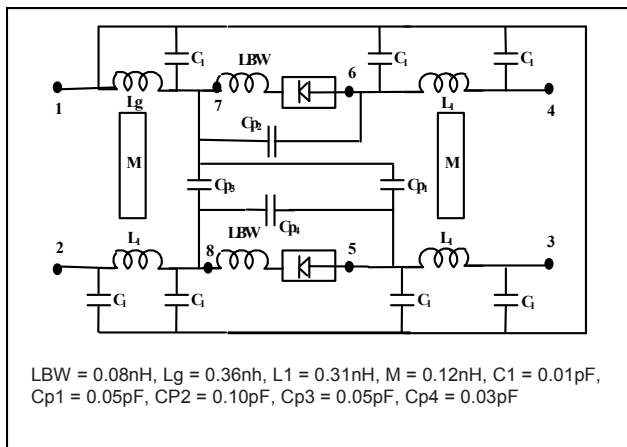 C1 LBW C1 C1
6
1 Lg 7 L1 4
Cp2
M M
Cp3 Cp1
Cp4
L1 LBW L1
2 8 5 3
C1 C1 C1 C1
LBW = 0.08nH, Lg = 0.36nh, L1 = 0.31nH, M = 0.12nH, C1 = 0.01pF,
Cp1 = 0.05pF, CP2 = 0.10pF, Cp3 = 0.05pF, Cp4 = 0.03pF